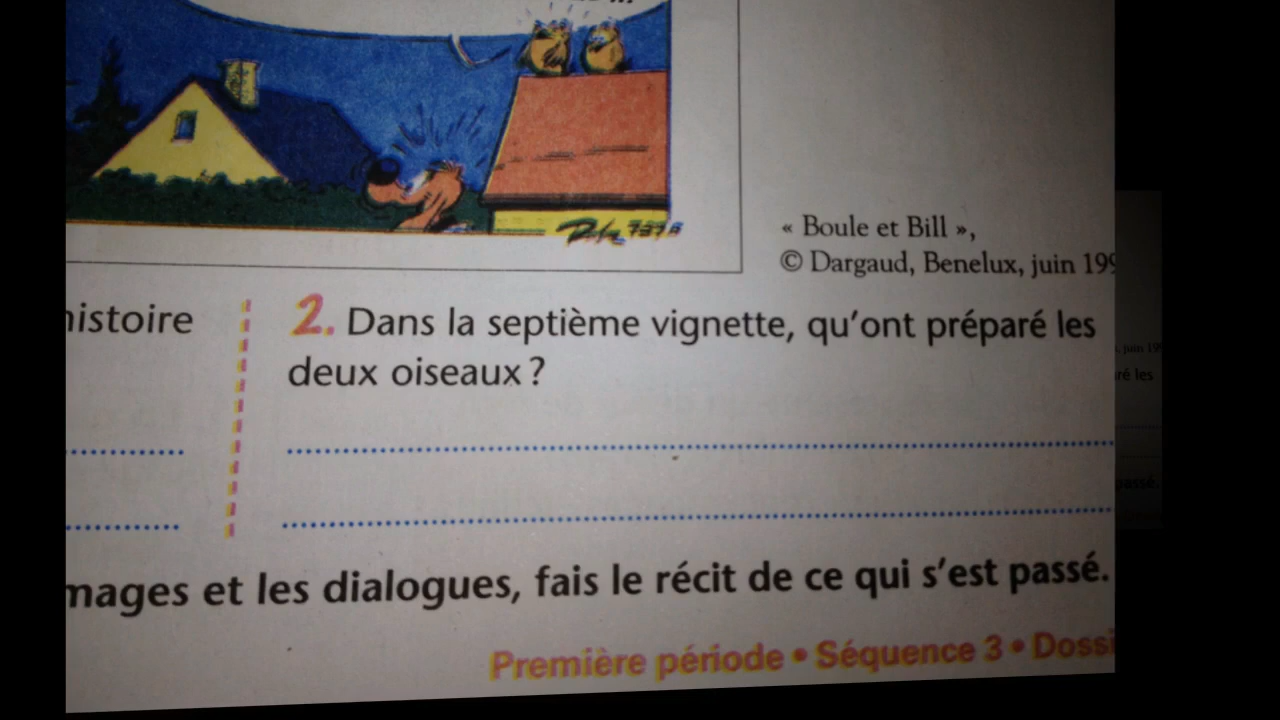 « Boule et Bill »,
© Dargaud, Benelux, juin 199
histoire
2. Dans la septième vignette, qu'ont préparé les
deux oiseaux ?
mages et les dialogues, fais le récit de ce qui s'est passé.
Première période • Séquence 3 • Dossi